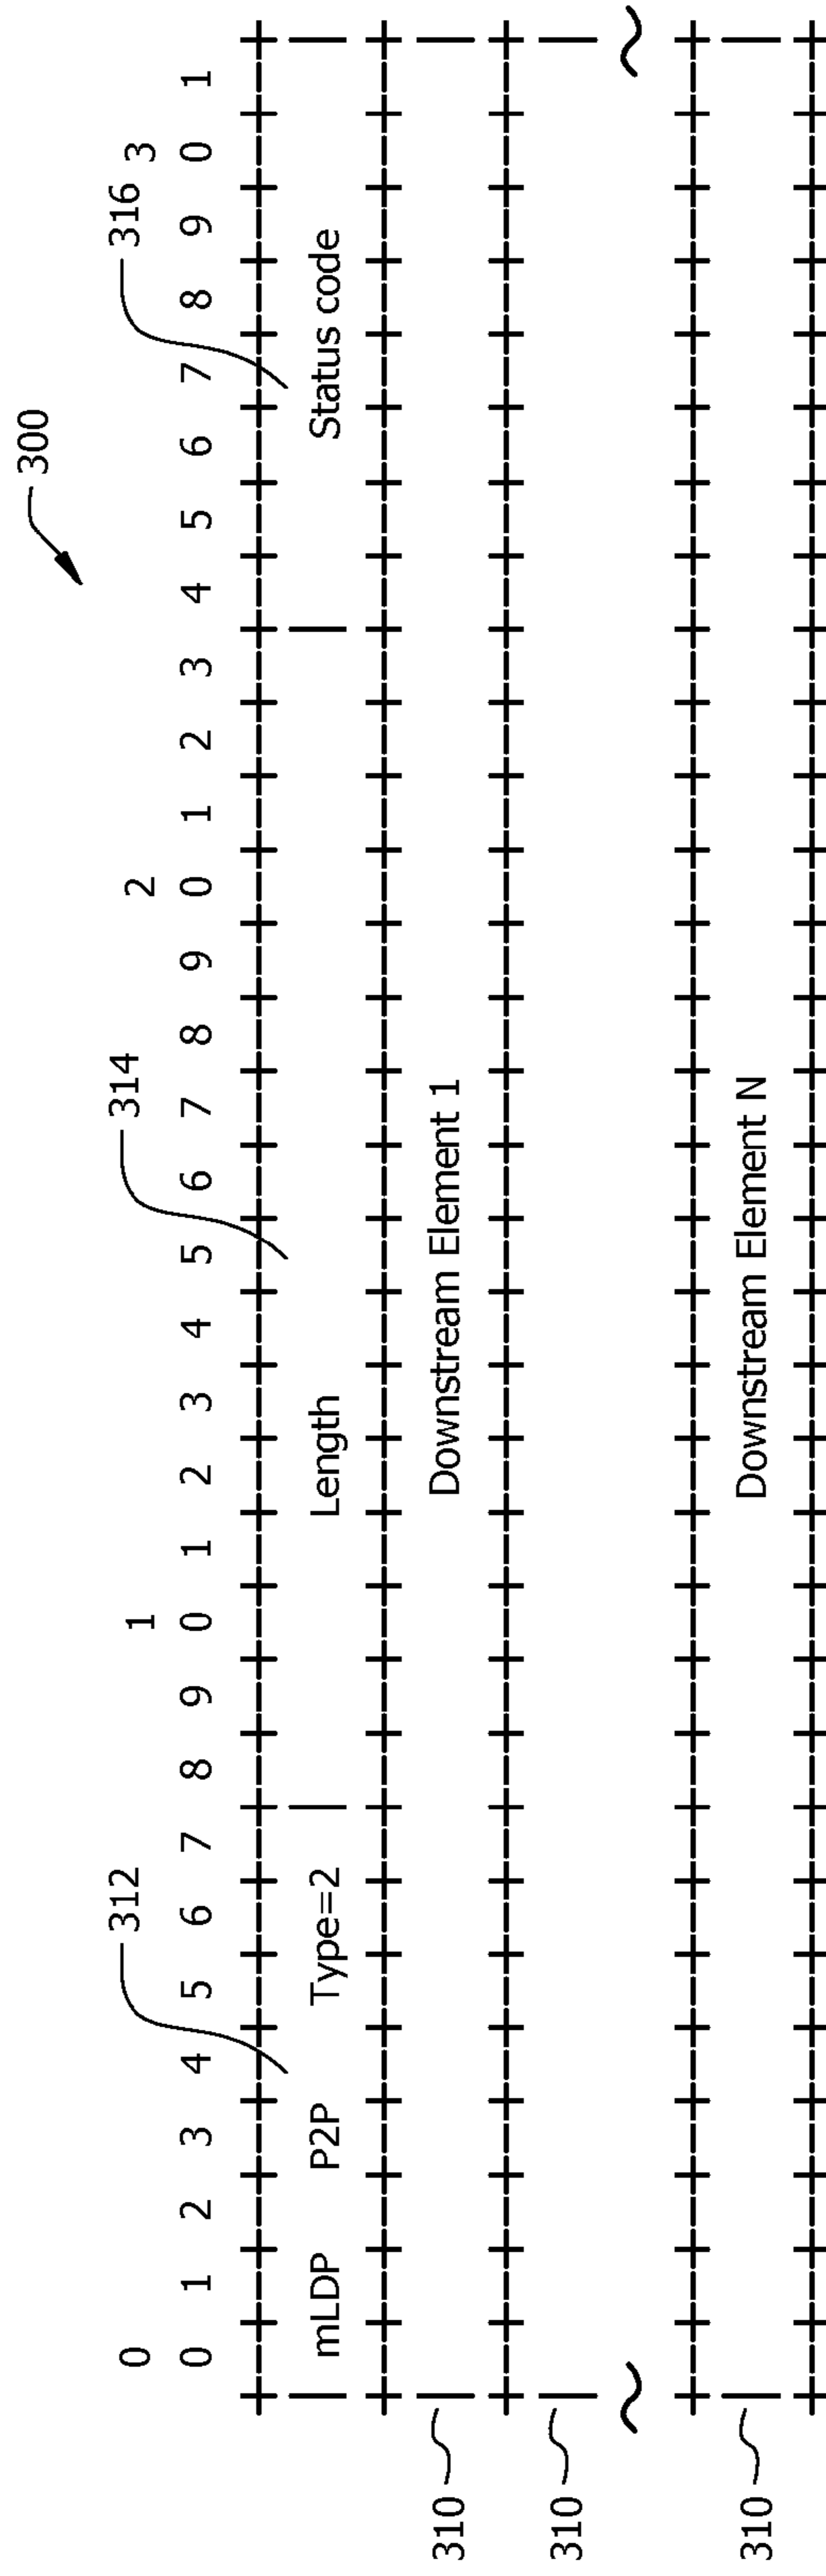 300
312 314 316
0 1 2 3
0 1 2 3 4 5 6 7 8 9 0 1 2 3 4 5 6 7 8 9 0 1 2 3 4 5 6 7 8 9 0 1
mLDP P2P Type=2 Length Status code
310 Downstream Element 1
310
310 Downstream Element N